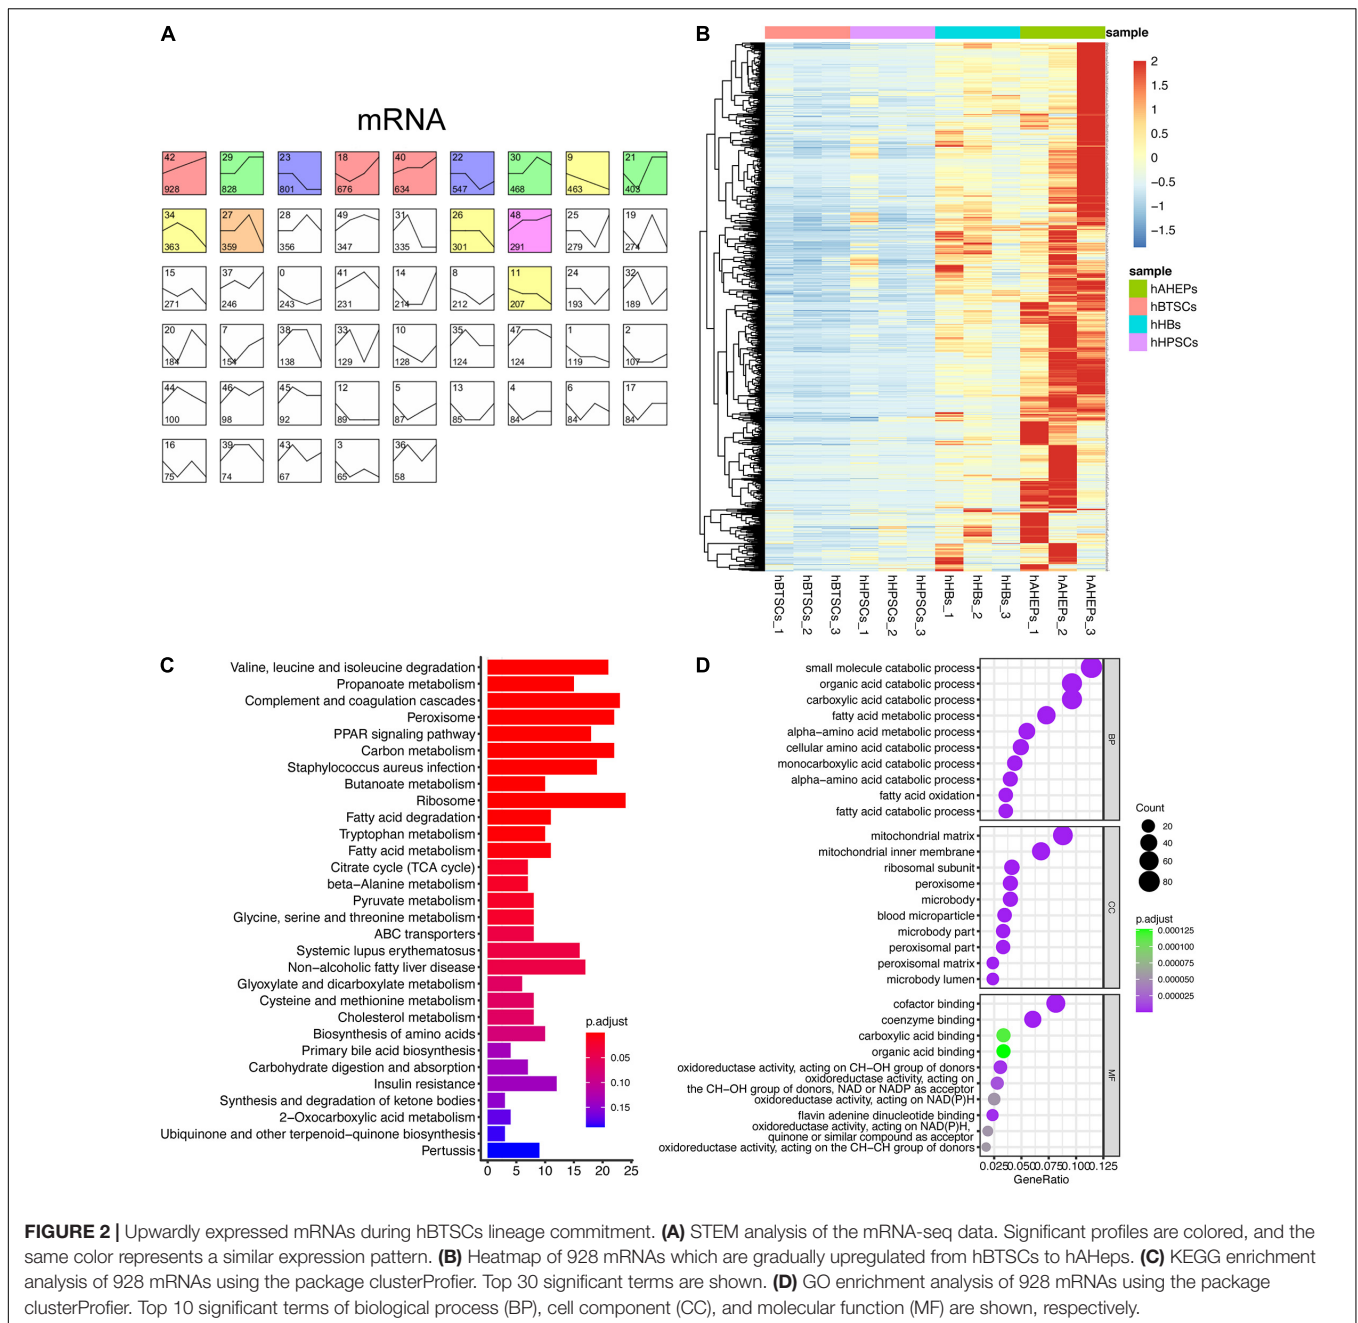 A
mRNA
42
928
29
828
23
801
18
676
40
634
22
547
30
468
9
463
21
403
34
363
27
359
28
356
49
347
31
335
26
301
48
291
25
279
19
274
15
271
37
246
0
243
41
231
14
214
8
212
11
207
24
193
32
189
20
184
7
154
38
138
33
129
10
128
35
124
47
124
1
119
2
107
44
100
46
98
45
92
12
89
5
87
13
85
4
84
6
84
17
84
16
75
39
74
43
67
3
65
36
58
B
sample
2
1.5
1
0.5
0
−0.5
−1
−1.5
sample
hAHEPs
hBTSCs
hHBs
hHPSCs
hBTSCs_1
hBTSCs_2
hBTSCs_3
hHPSCs_1
hHPSCs_2
hHPSCs_3
hHBs_1
hHBs_2
hHBs_3
hAHEPs_1
hAHEPs_2
hAHEPs_3
C
Valine, leucine and isoleucine degradation
Propanoate metabolism
Complement and coagulation cascades
Peroxisome
PPAR signaling pathway
Carbon metabolism
Staphylococcus aureus infection
Butanoate metabolism
Ribosome
Fatty acid degradation
Tryptophan metabolism
Fatty acid metabolism
Citrate cycle (TCA cycle)
beta−Alanine metabolism
Pyruvate metabolism
Glycine, serine and threonine metabolism
ABC transporters
Systemic lupus erythematosus
Non−alcoholic fatty liver disease
Glyoxylate and dicarboxylate metabolism
Cysteine and methionine metabolism
Cholesterol metabolism
Biosynthesis of amino acids
Primary bile acid biosynthesis
Carbohydrate digestion and absorption
Insulin resistance
Synthesis and degradation of ketone bodies
2−Oxocarboxylic acid metabolism
Ubiquinone and other terpenoid−quinone biosynthesis
Pertussis
0 5 10 15 20 25
p.adjust
0.05
0.10
0.15
D
small molecule catabolic process
organic acid catabolic process
carboxylic acid catabolic process
fatty acid metabolic process
alpha−amino acid metabolic process
cellular amino acid catabolic process
monocarboxylic acid catabolic process
alpha−amino acid catabolic process
fatty acid oxidation
fatty acid catabolic process
BP
mitochondrial matrix
mitochondrial inner membrane
ribosomal subunit
peroxisome
microbody
blood microparticle
microbody part
peroxisomal part
peroxisomal matrix
microbody lumen
CC
cofactor binding
coenzyme binding
carboxylic acid binding
organic acid binding
oxidoreductase activity, acting on CH−OH group of donors
oxidoreductase activity, acting on
the CH−OH group of donors, NAD or NADP as acceptor
oxidoreductase activity, acting on NAD(P)H
flavin adenine dinucleotide binding
oxidoreductase activity, acting on NAD(P)H,
quinone or similar compound as acceptor
oxidoreductase activity, acting on the CH−CH group of donors
MF
0.025 0.050 0.075 0.100 0.125
GeneRatio
Count
20
40
60
80
p.adjust
0.000125
0.000100
0.000075
0.000050
0.000025
FIGURE 2 | Upwardly expressed mRNAs during hBTSCs lineage commitment. (A) STEM analysis of the mRNA-seq data. Significant profiles are colored, and the
same color represents a similar expression pattern. (B) Heatmap of 928 mRNAs which are gradually upregulated from hBTSCs to hAHeps. (C) KEGG enrichment
analysis of 928 mRNAs using the package clusterProfier. Top 30 significant terms are shown. (D) GO enrichment analysis of 928 mRNAs using the package
clusterProfier. Top 10 significant terms of biological process (BP), cell component (CC), and molecular function (MF) are shown, respectively.